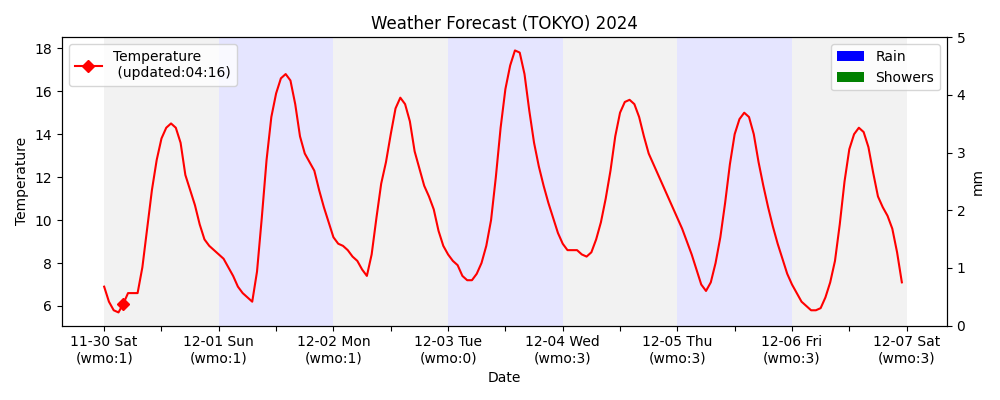 Weather Forecast (TOKYO) 2024
Temperature
(updated:04:16)
Rain
Showers
18
16
14
12
10
8
6
Temperature
5
4
3
2
1
0
mm
11-30 Sat 12-01 Sun 12-02 Mon 12-03 Tue 12-04 Wed 12-05 Thu 12-06 Fri 12-07 Sat
(wmo:1) (wmo:1) (wmo:1) (wmo:0) (wmo:3) (wmo:3) (wmo:3) (wmo:3)
Date